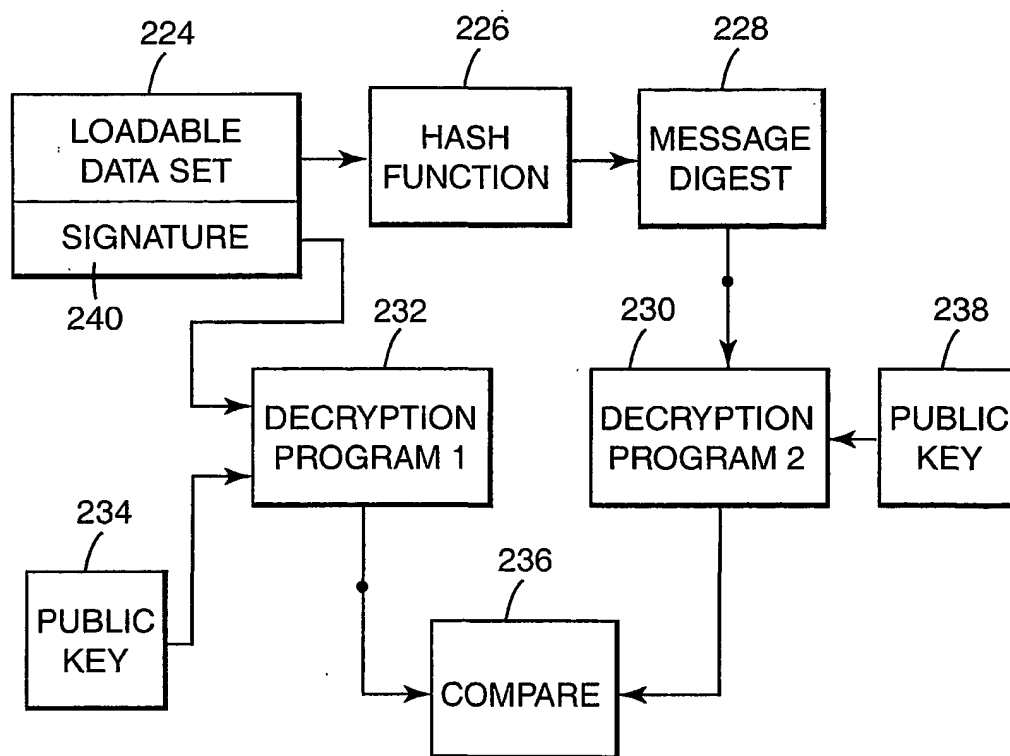 224
226
228
LOADABLE
DATA SET
HASH
FUNCTION
MESSAGE
DIGEST
SIGNATURE
240
232
230
238
DECRYPTION
PROGRAM 1
DECRYPTION
PROGRAM 2
PUBLIC
KEY
234
236
PUBLIC
KEY
COMPARE